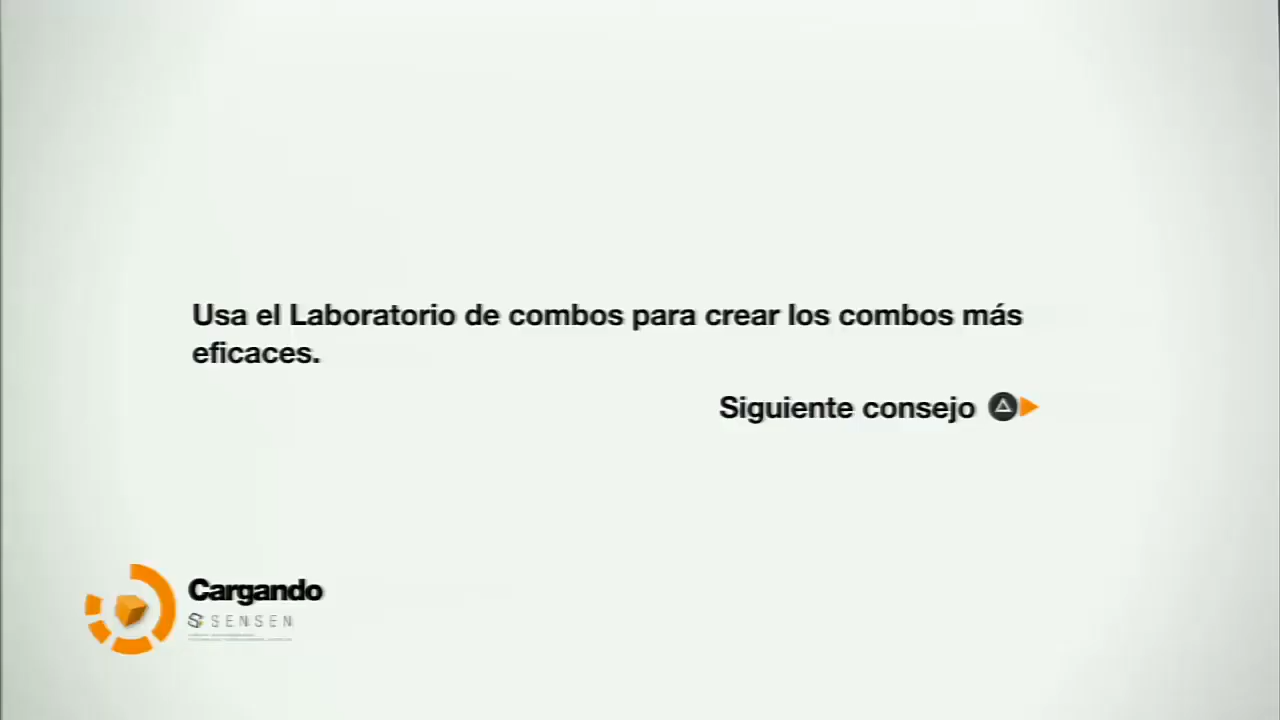 Usa el Laboratorio de combos para crear los combos más
eficaces.
Siguiente consejo
Cargando
SENSEN